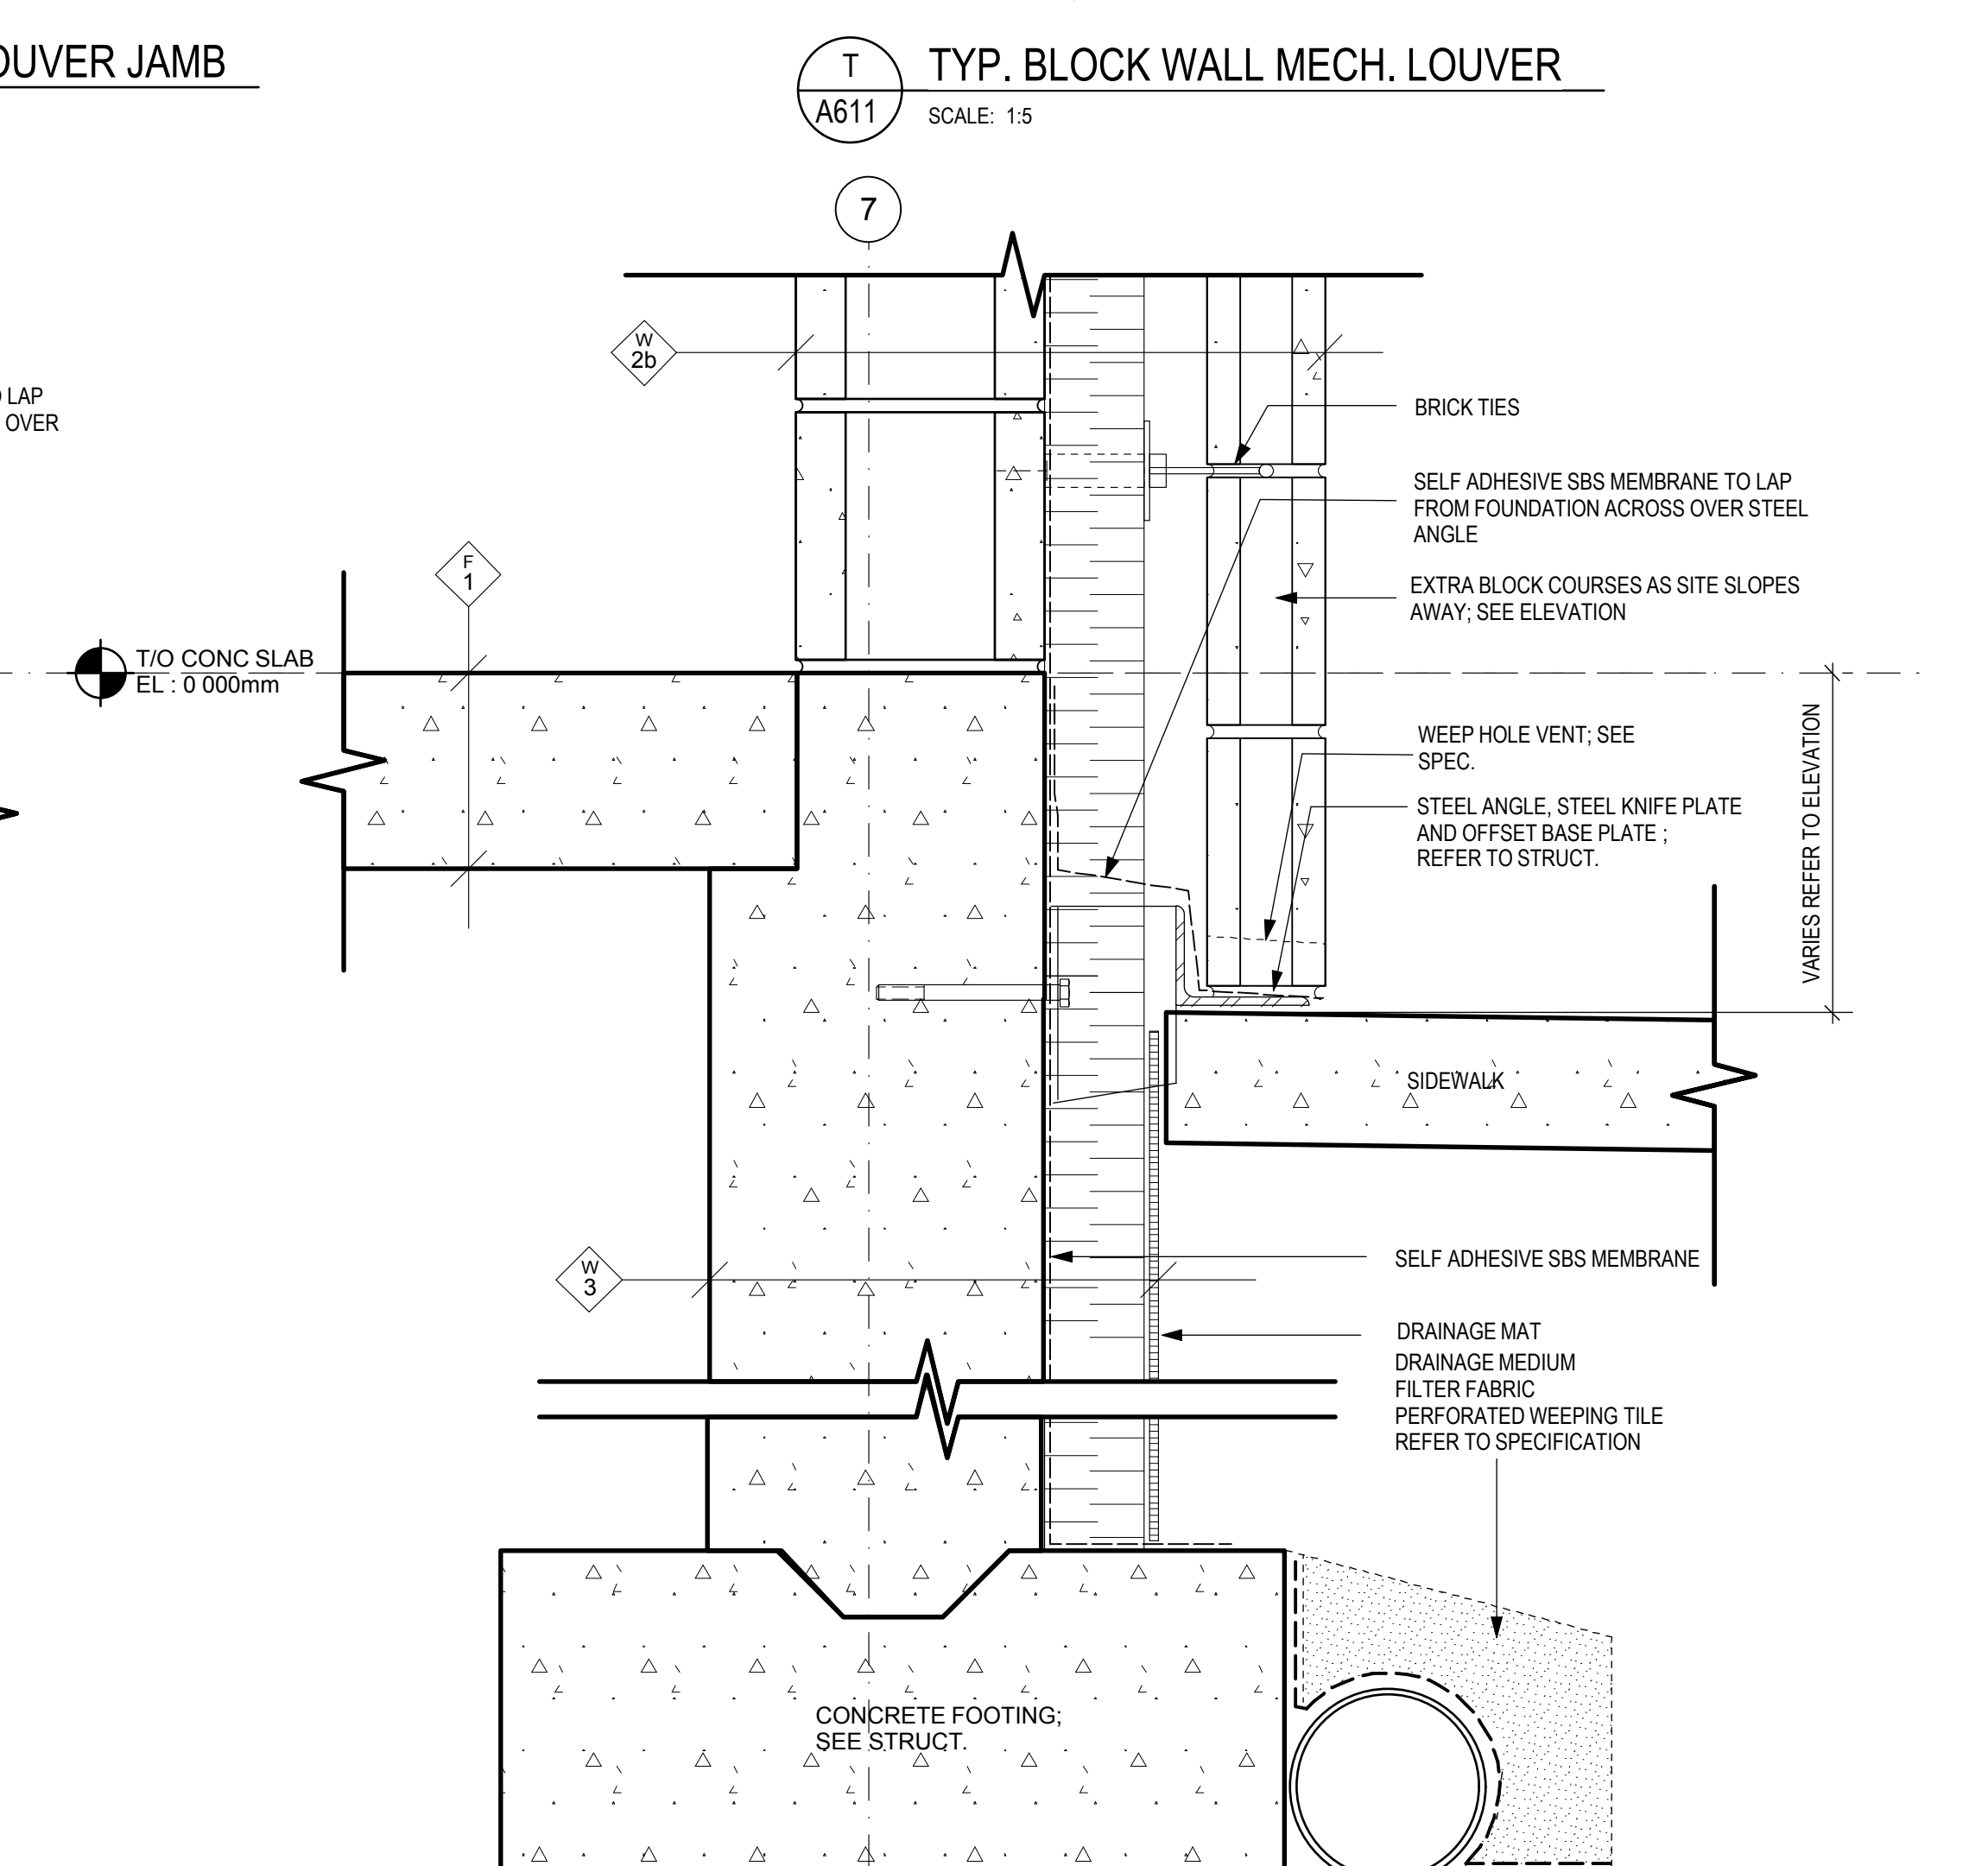 OUVER JAMB
T
A611
TYP. BLOCK WALL MECH. LOUVER
SCALE: 1:5
7
W
2b
LAP
OVER
BRICK TIES
SELF ADHESIVE SBS MEMBRANE TO LAP
FROM FOUNDATION ACROSS OVER STEEL
ANGLE
F
1
EXTRA BLOCK COURSES AS SITE SLOPES
AWAY; SEE ELEVATION
T/O CONC SLAB
EL : 0 000mm
WEEP HOLE VENT; SEE
SPEC.
STEEL ANGLE, STEEL KNIFE PLATE
AND OFFSET BASE PLATE ;
REFER TO STRUCT.
VARIES REFER TO ELEVATION
SIDEWALK
W
3
SELF ADHESIVE SBS MEMBRANE
DRAINAGE MAT
DRAINAGE MEDIUM
FILTER FABRIC
PERFORATED WEEPING TILE
REFER TO SPECIFICATION
CONCRETE FOOTING;
SEE STRUCT.